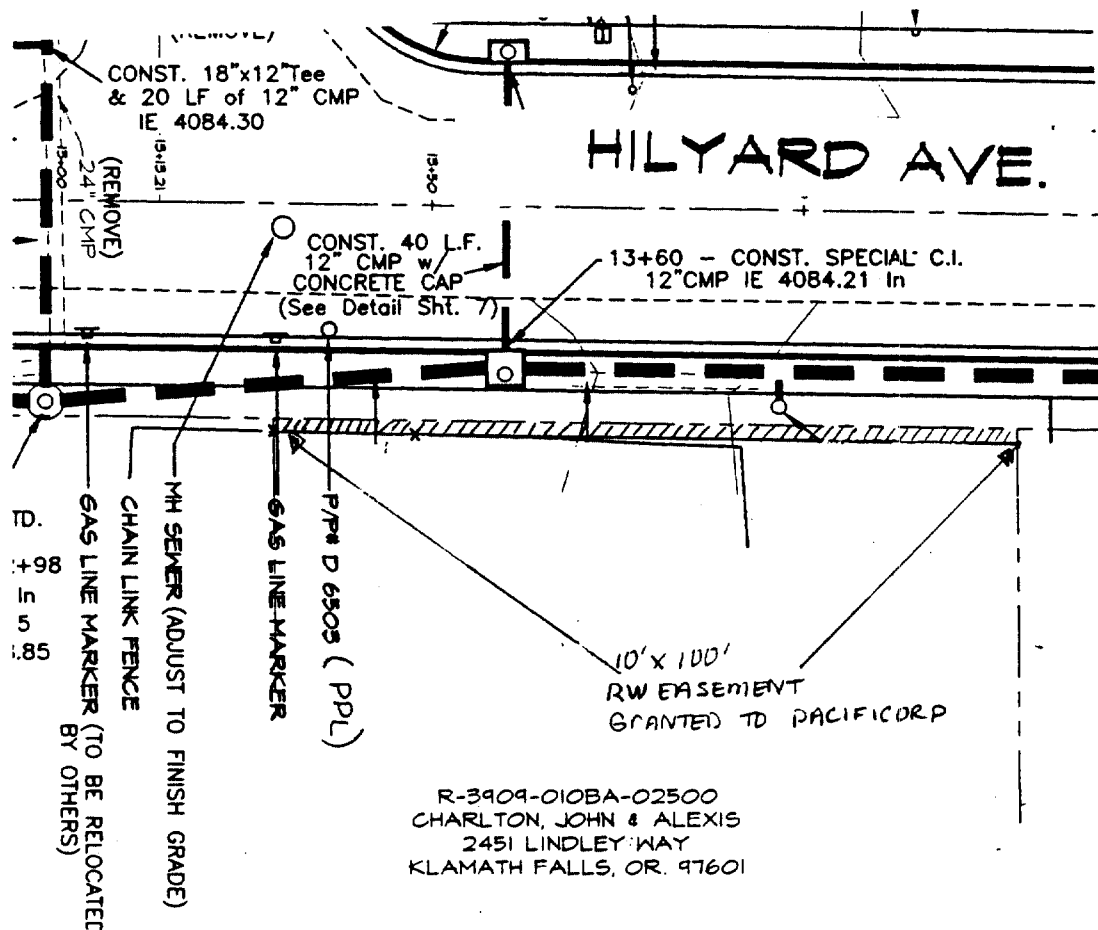 (REMOVE)
CONST. 18"x12"Tee
& 20 LF of 12" CMP
IE 4084.30
HILYARD AVE.
13+00
13+13.21
13+50
(REMOVE)
24" CMP
CONST. 40 L.F.
12" CMP w/
CONCRETE CAP
(See Detail Sht. 7)
13+60 - CONST. SPECIAL C.I.
12"CMP IE 4084.21 In
TD.
+98
In
5
.85
GAS LINE MARKER (TO BE RELOCATED
BY OTHERS)
CHAIN LINK FENCE
MH SEWER (ADJUST TO FINISH GRADE)
GAS LINE MARKER
P/P# D 6503 (PPL)
10' x 100'
RW EASEMENT
GRANTED TO PACIFICORP
R-3909-010BA-02500
CHARLTON, JOHN & ALEXIS
2451 LINDLEY WAY
KLAMATH FALLS, OR. 97601